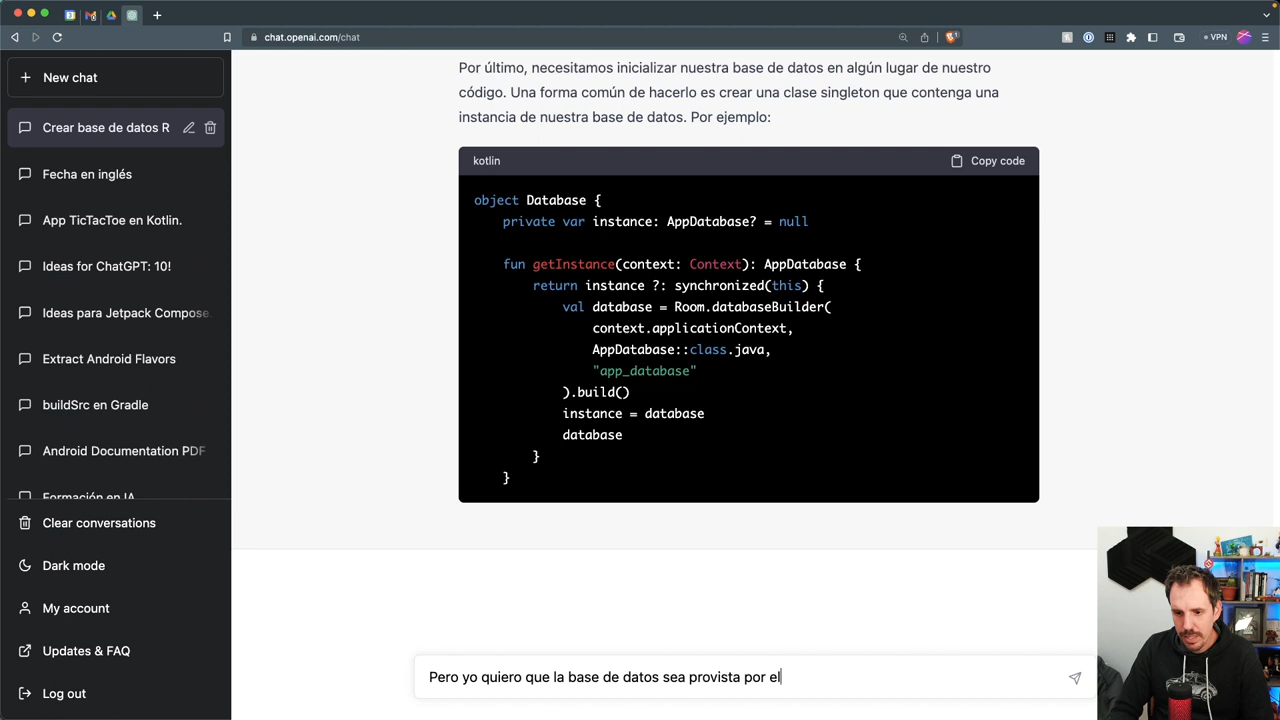 chat.openai.com/chat
1
VPN
New chat
Crear base de datos R
Fecha en inglés
App TicTacToe en Kotlin.
Ideas for ChatGPT: 10!
Ideas para Jetpack Compose.
Extract Android Flavors
buildSrc en Gradle
Android Documentation PDF
Formación en IA
Clear conversations
Dark mode
My account
Updates & FAQ
Log out
Por último, necesitamos inicializar nuestra base de datos en algún lugar de nuestro
código. Una forma común de hacerlo es crear una clase singleton que contenga una
instancia de nuestra base de datos. Por ejemplo:
kotlin
Copy code
object Database {
private var instance: AppDatabase? = null
fun getInstance(context: Context): AppDatabase {
return instance ?: synchronized(this) {
val database = Room.databaseBuilder(
context.applicationContext,
AppDatabase::class.java,
"app_database"
).build()
instance = database
database
}
}
Pero yo quiero que la base de datos sea provista por el